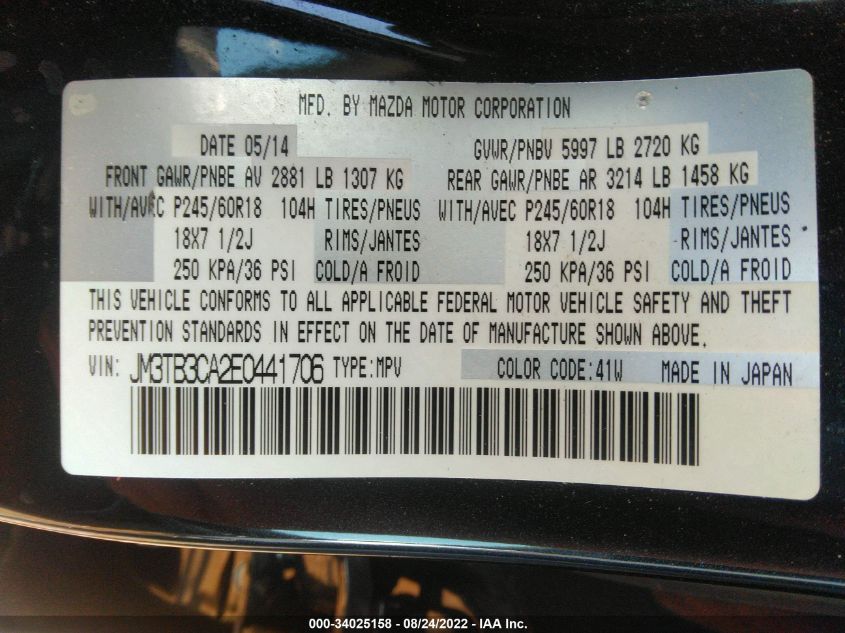 MFD. BY MAZDA MOTOR CORPORATION
DATE 05/14 GVWR/PNBV 5997 LB 2720 KG
FRONT GAWR/PNBE AV 2881 LB 1307 KG REAR GAWR/PNBE AR 3214 LB 1458 KG
WITH/AVEC P245/60R18 104H TIRES/PNEUS WITH/AVEC P245/60R18 104H TIRES/PNEUS
18X7 1/2J RIMS/JANTES 18X7 1/2J RIMS/JANTES
250 KPA/36 PSI COLD/A FROID 250 KPA/36 PSI COLD/A FROID
THIS VEHICLE CONFORMS TO ALL APPLICABLE FEDERAL MOTOR VEHICLE SAFETY AND THEFT
PREVENTION STANDARDS IN EFFECT ON THE DATE OF MANUFACTURE SHOWN ABOVE.
VIN: JM3TB3CA2E0441706 TYPE:MPV COLOR CODE:41W MADE IN JAPAN
000-34025158 - 08/24/2022 - IAA Inc.